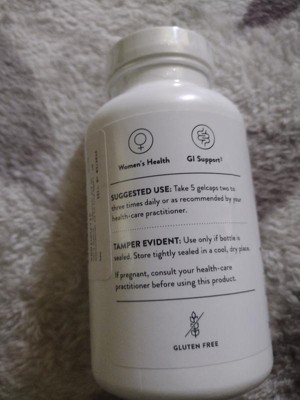 Women's Health
GI Support†
SUGGESTED USE: Take 5 gelcaps two to
three times daily or as recommended by your
health-care practitioner.
TAMPER EVIDENT: Use only if bottle is
sealed. Store tightly sealed in a cool, dry place.
If pregnant, consult your health-care
practitioner before using this product.
GLUTEN FREE